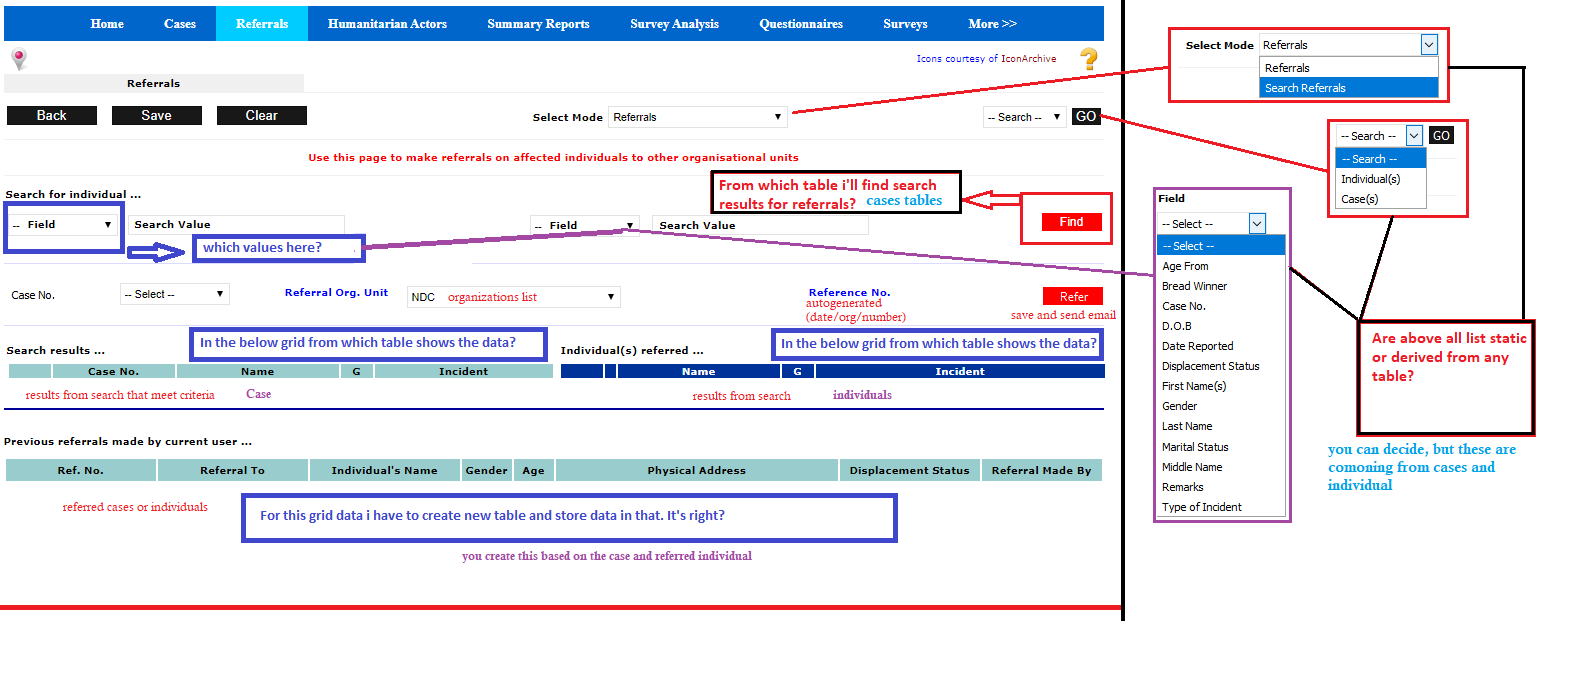 Home Cases Referrals Humanitarian Actors Summary Reports Survey Analysis Questionnaires Surveys More >>
Icons courtesy of IconArchive
Referrals
Back Save Clear
Select Mode Referrals
-- Search -- GO
Use this page to make referrals on affected individuals to other organisational units
Search for individual ...
From which table i'll find search
results for referrals? cases tables
-- Field Search Value
-- Field Search Value
Find
which values here?
Case No. -- Select --
Referral Org. Unit NDC organizations list
Reference No.
autogenerated
(date/org/number)
Refer
save and send email
Search results ...
In the below grid from which table shows the data?
Individual(s) referred ...
In the below grid from which table shows the data?
Case No. Name G Incident
Name G Incident
results from search that meet criteria Case
results from search individuals
Previous referrals made by current user ...
Ref. No. Referral To Individual's Name Gender Age Physical Address Displacement Status Referral Made By
referred cases or individuals
For this grid data i have to create new table and store data in that. It's right?
you create this based on the case and referred individual
Select Mode Referrals
Referrals
Search Referrals
-- Search -- GO
-- Search --
Individual(s)
Case(s)
Field
-- Select --
-- Select --
Age From
Bread Winner
Case No.
D.O.B
Date Reported
Displacement Status
First Name(s)
Gender
Last Name
Marital Status
Middle Name
Remarks
Type of Incident
Are above all list static
or derived from any
table?
you can decide, but these are
comoning from cases and
individual